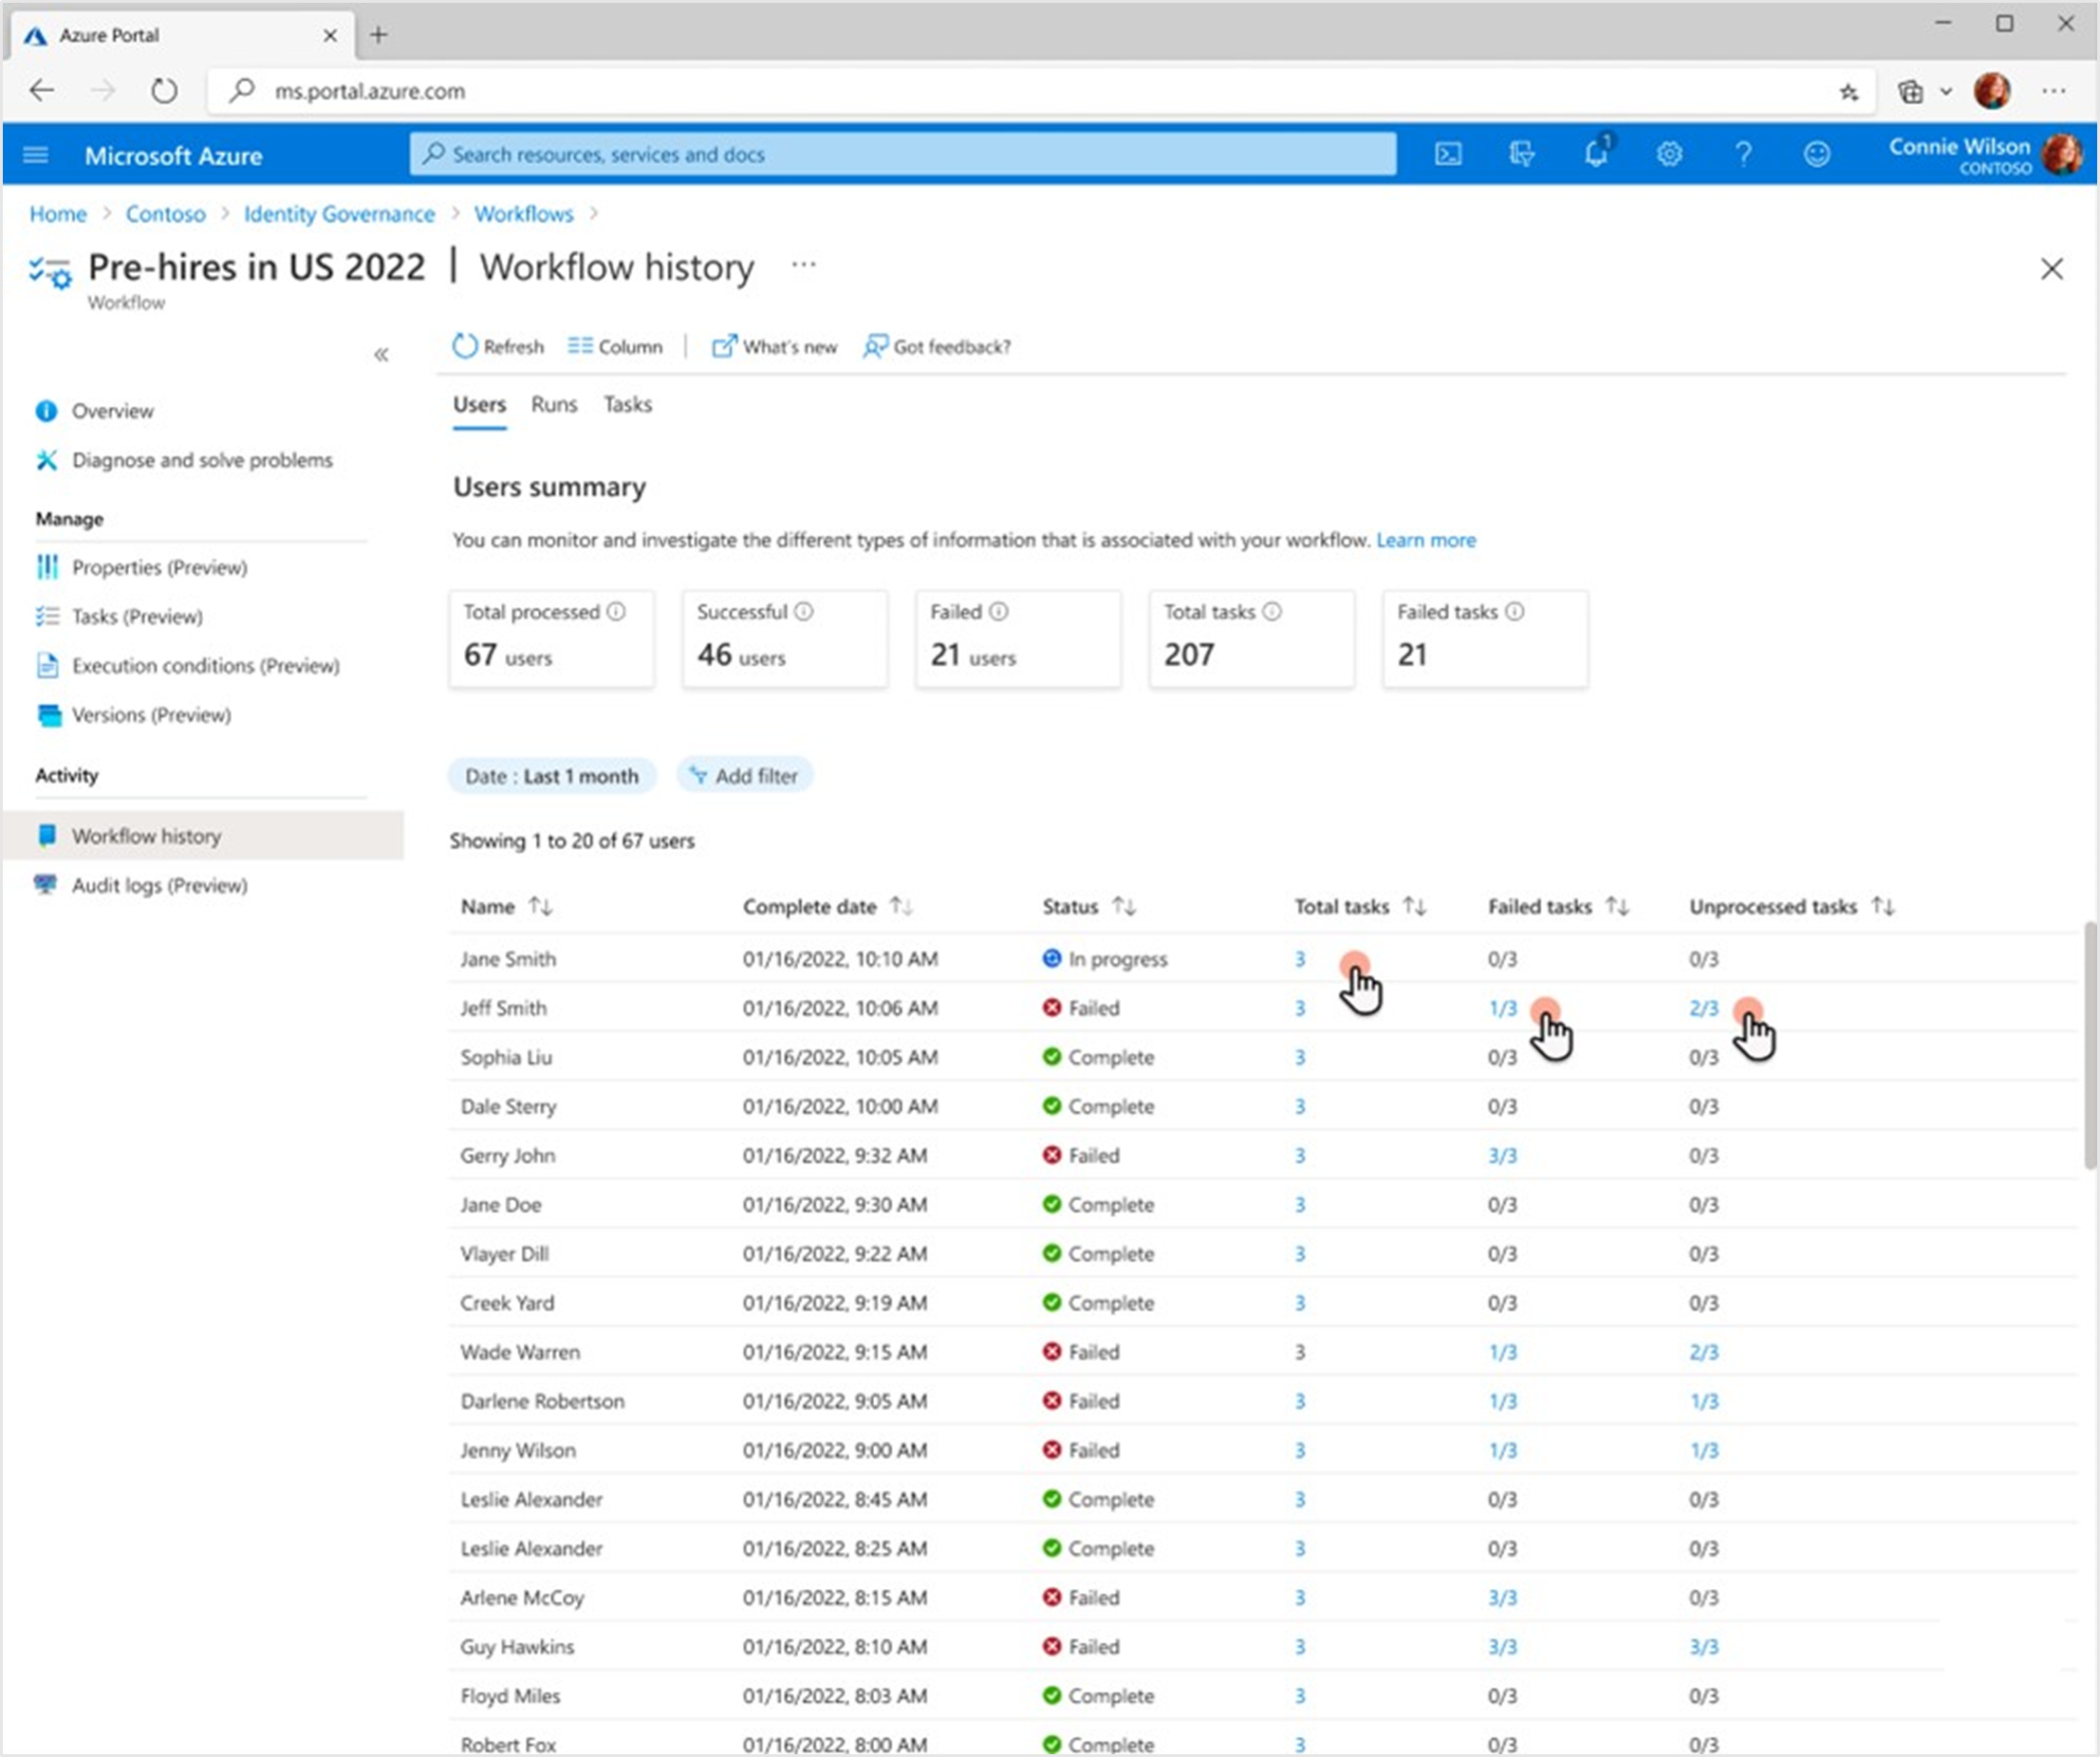 Azure Portal
ms.portal.azure.com
Microsoft Azure
Search resources, services and docs
1
Connie Wilson
CONTOSO
Home > Contoso > Identity Governance > Workflows >
Pre-hires in US 2022 | Workflow history ...
Workflow
Refresh Column | What's new Got feedback?
Overview
Diagnose and solve problems
Manage
Properties (Preview)
Tasks (Preview)
Execution conditions (Preview)
Versions (Preview)
Activity
Workflow history
Audit logs (Preview)
Users Runs Tasks
Users summary
You can monitor and investigate the different types of information that is associated with your workflow. Learn more
Total processed Successful Failed Total tasks Failed tasks
67 users 46 users 21 users 207 21
Date : Last 1 month Add filter
Showing 1 to 20 of 67 users
Name Complete date Status Total tasks Failed tasks Unprocessed tasks
Jane Smith 01/16/2022, 10:10 AM In progress 3 0/3 0/3
Jeff Smith 01/16/2022, 10:06 AM Failed 3 1/3 2/3
Sophia Liu 01/16/2022, 10:05 AM Complete 3 0/3 0/3
Dale Sterry 01/16/2022, 10:00 AM Complete 3 0/3 0/3
Gerry John 01/16/2022, 9:32 AM Failed 3 3/3 0/3
Jane Doe 01/16/2022, 9:30 AM Complete 3 0/3 0/3
Vlayer Dill 01/16/2022, 9:22 AM Complete 3 0/3 0/3
Creek Yard 01/16/2022, 9:19 AM Complete 3 0/3 0/3
Wade Warren 01/16/2022, 9:15 AM Failed 3 1/3 2/3
Darlene Robertson 01/16/2022, 9:05 AM Failed 3 1/3 1/3
Jenny Wilson 01/16/2022, 9:00 AM Failed 3 1/3 1/3
Leslie Alexander 01/16/2022, 8:45 AM Complete 3 0/3 0/3
Leslie Alexander 01/16/2022, 8:25 AM Complete 3 0/3 0/3
Arlene McCoy 01/16/2022, 8:15 AM Failed 3 3/3 0/3
Guy Hawkins 01/16/2022, 8:10 AM Failed 3 3/3 3/3
Floyd Miles 01/16/2022, 8:03 AM Complete 3 0/3 0/3
Robert Fox 01/16/2022, 8:00 AM Complete 3 0/3 0/3